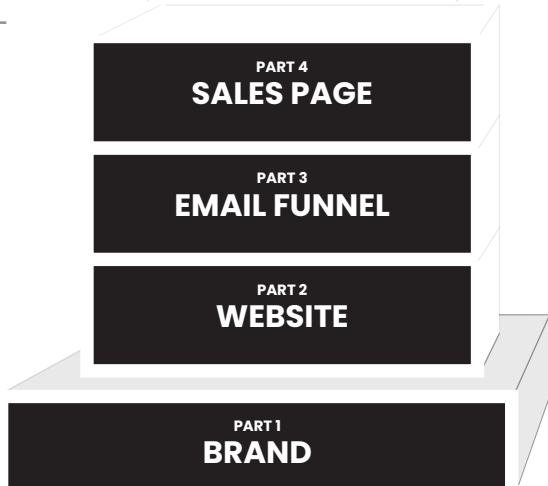 PART 4
SALES PAGE
PART 3
EMAIL FUNNEL
PART 2
WEBSITE
PART 1
BRAND